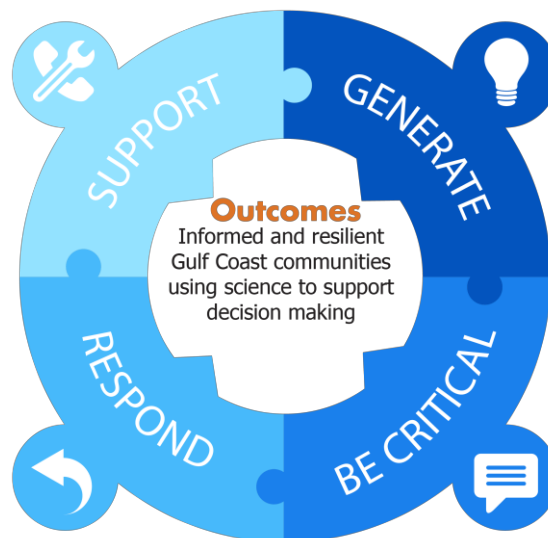 SUPPORT
GENERATE
Outcomes
Informed and resilient
Gulf Coast communities
using science to support
decision making
RESPOND
BE CRITICAL